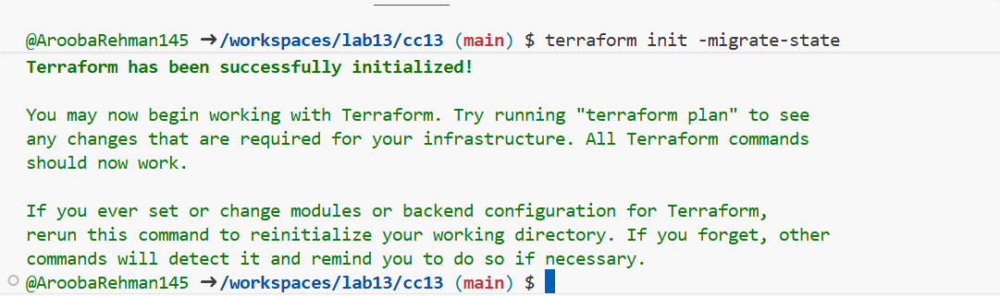 @AroobaRehman145 ➜/workspaces/lab13/cc13 (main) $ terraform init -migrate-state
Terraform has been successfully initialized!
You may now begin working with Terraform. Try running "terraform plan" to see
any changes that are required for your infrastructure. All Terraform commands
should now work.
If you ever set or change modules or backend configuration for Terraform,
rerun this command to reinitialize your working directory. If you forget, other
commands will detect it and remind you to do so if necessary.
@AroobaRehman145 ➜/workspaces/lab13/cc13 (main) $